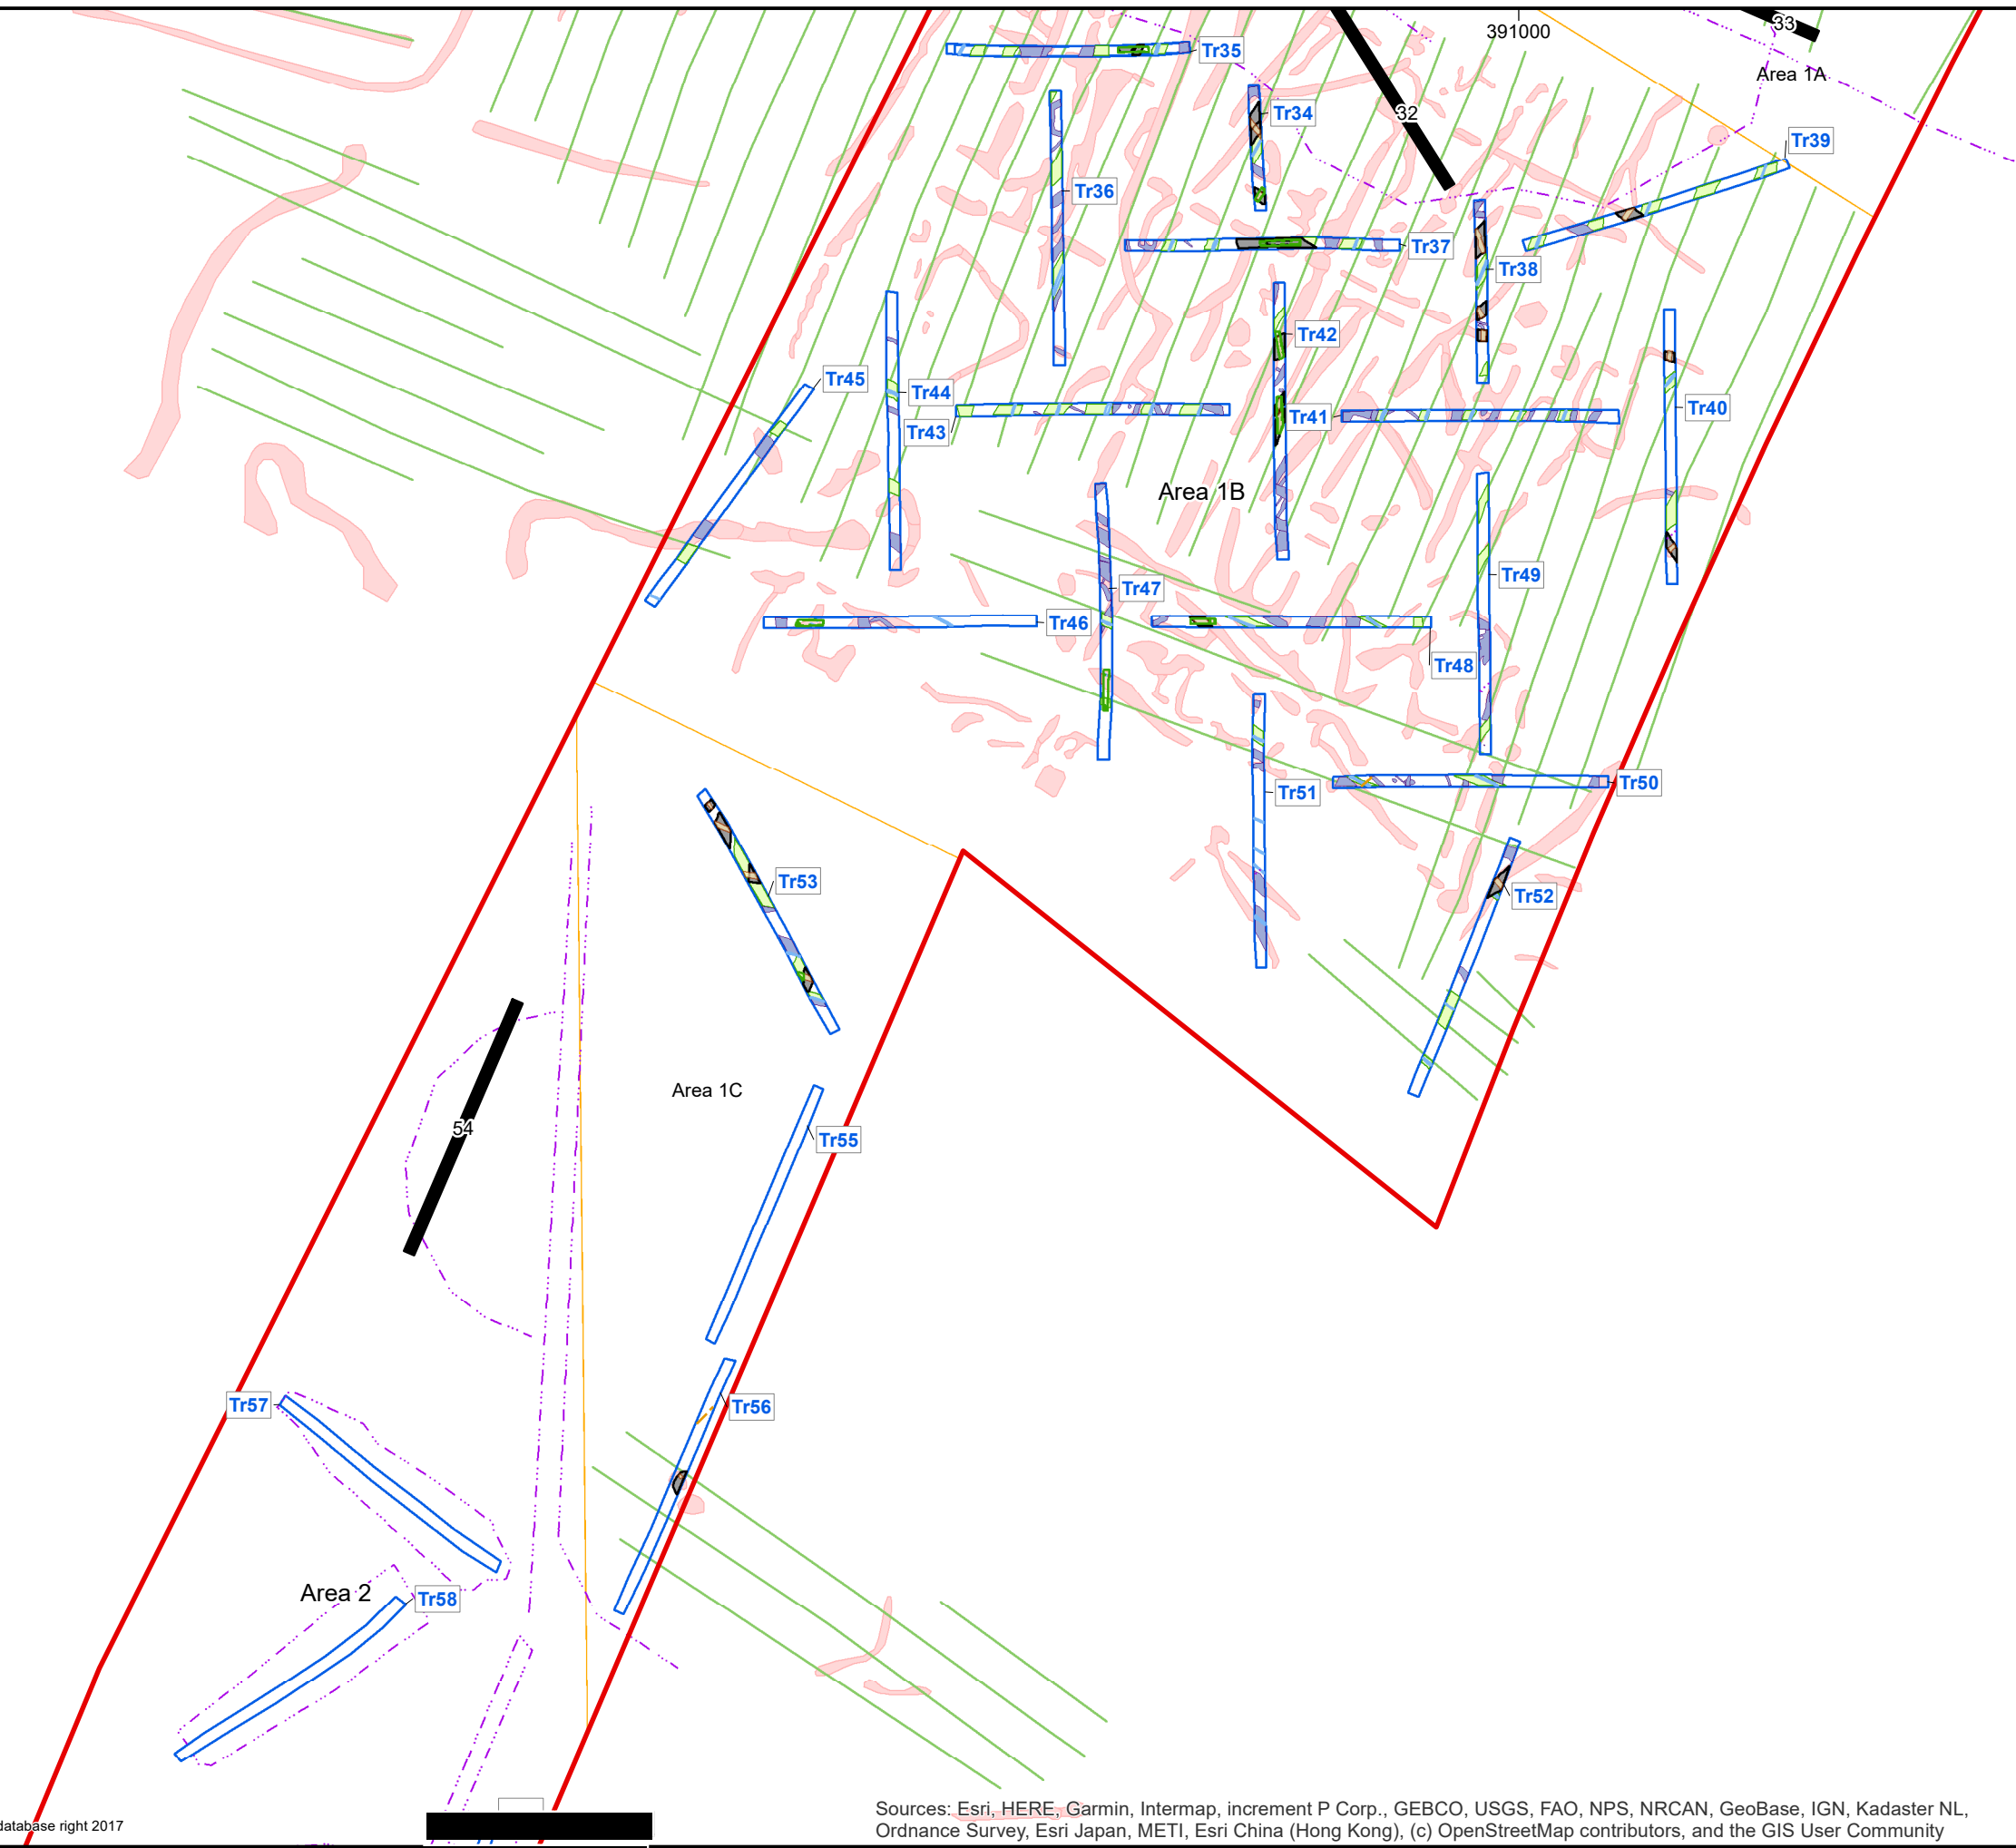 33
391000
Tr35
Area 1A
Tr34
32
Tr39
Tr36
Tr37
Tr38
Tr42
Tr45
Tr44
Tr40
Tr41
Tr43
Area 1B
Tr49
Tr47
Tr46
Tr48
Tr50
Tr51
Tr53
Tr52
Area 1C
54
Tr55
Tr57
Tr56
Area 2
Tr58
Sources: Esri, HERE, Garmin, Intermap, increment P Corp., GEBCO, USGS, FAO, NPS, NRCAN, GeoBase, IGN, Kadaster NL,
database right 2017
Ordnance Survey, Esri Japan, METI, Esri China (Hong Kong), (c) OpenStreetMap contributors, and the GIS User Community